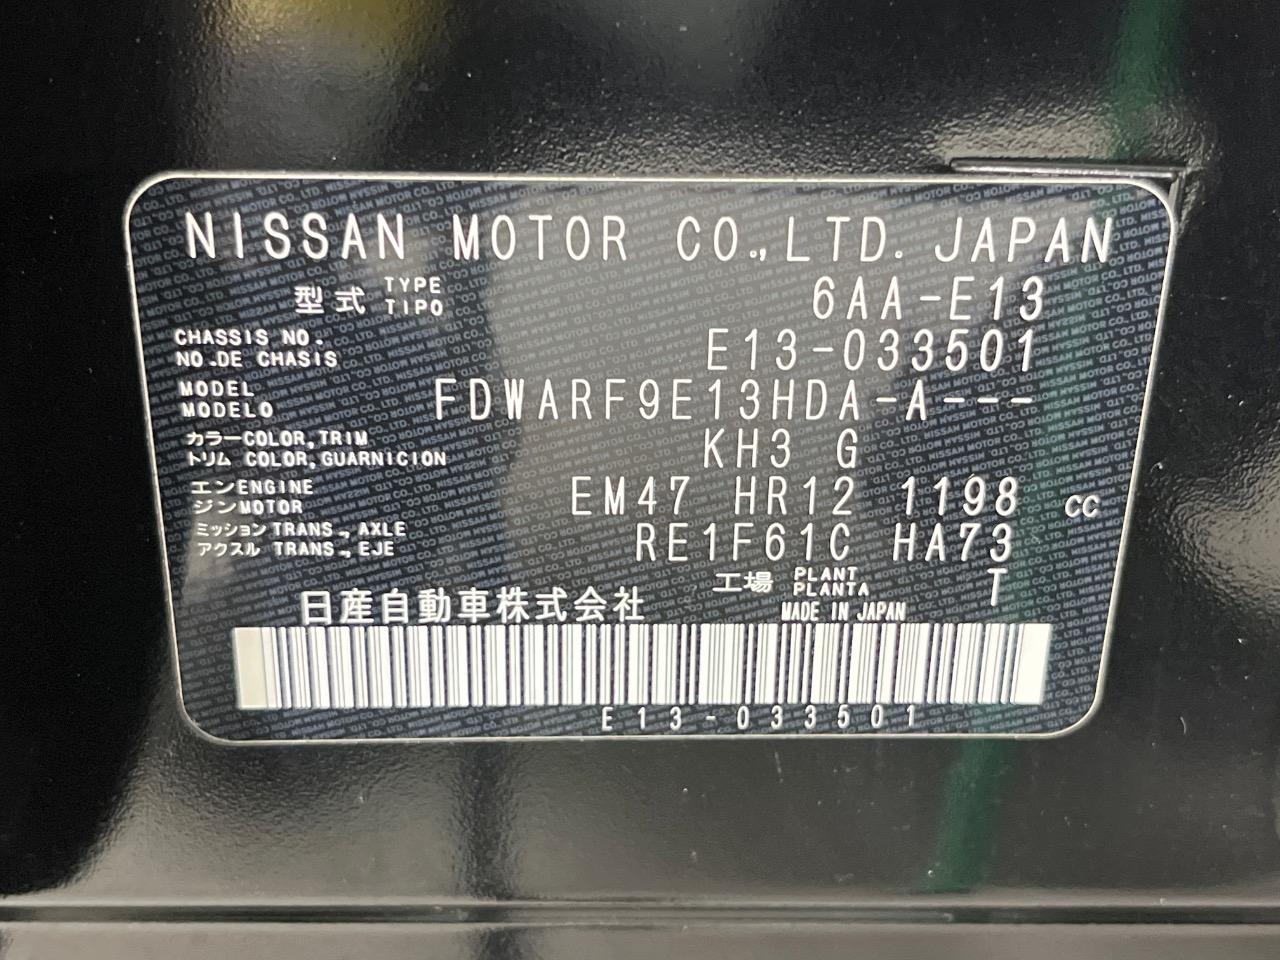 NISSAN MOTOR CO.,LTD. JAPAN
型式 TYPE TIPO 6AA-E13
CHASSIS NO. NO.DE CHASIS E13-033501
MODEL MODELO FDWARF9E13HDA-A---
カラー COLOR,TRIM
トリム COLOR,GUARNICION KH3 G
エンジン ENGINE MOTOR EM47 HR12 1198 cc
ミッション TRANS.,AXLE
アクスル TRANS.,EJE RE1F61C HA73
工場 PLANT PLANTA T
日産自動車株式会社 MADE IN JAPAN
E13-033501